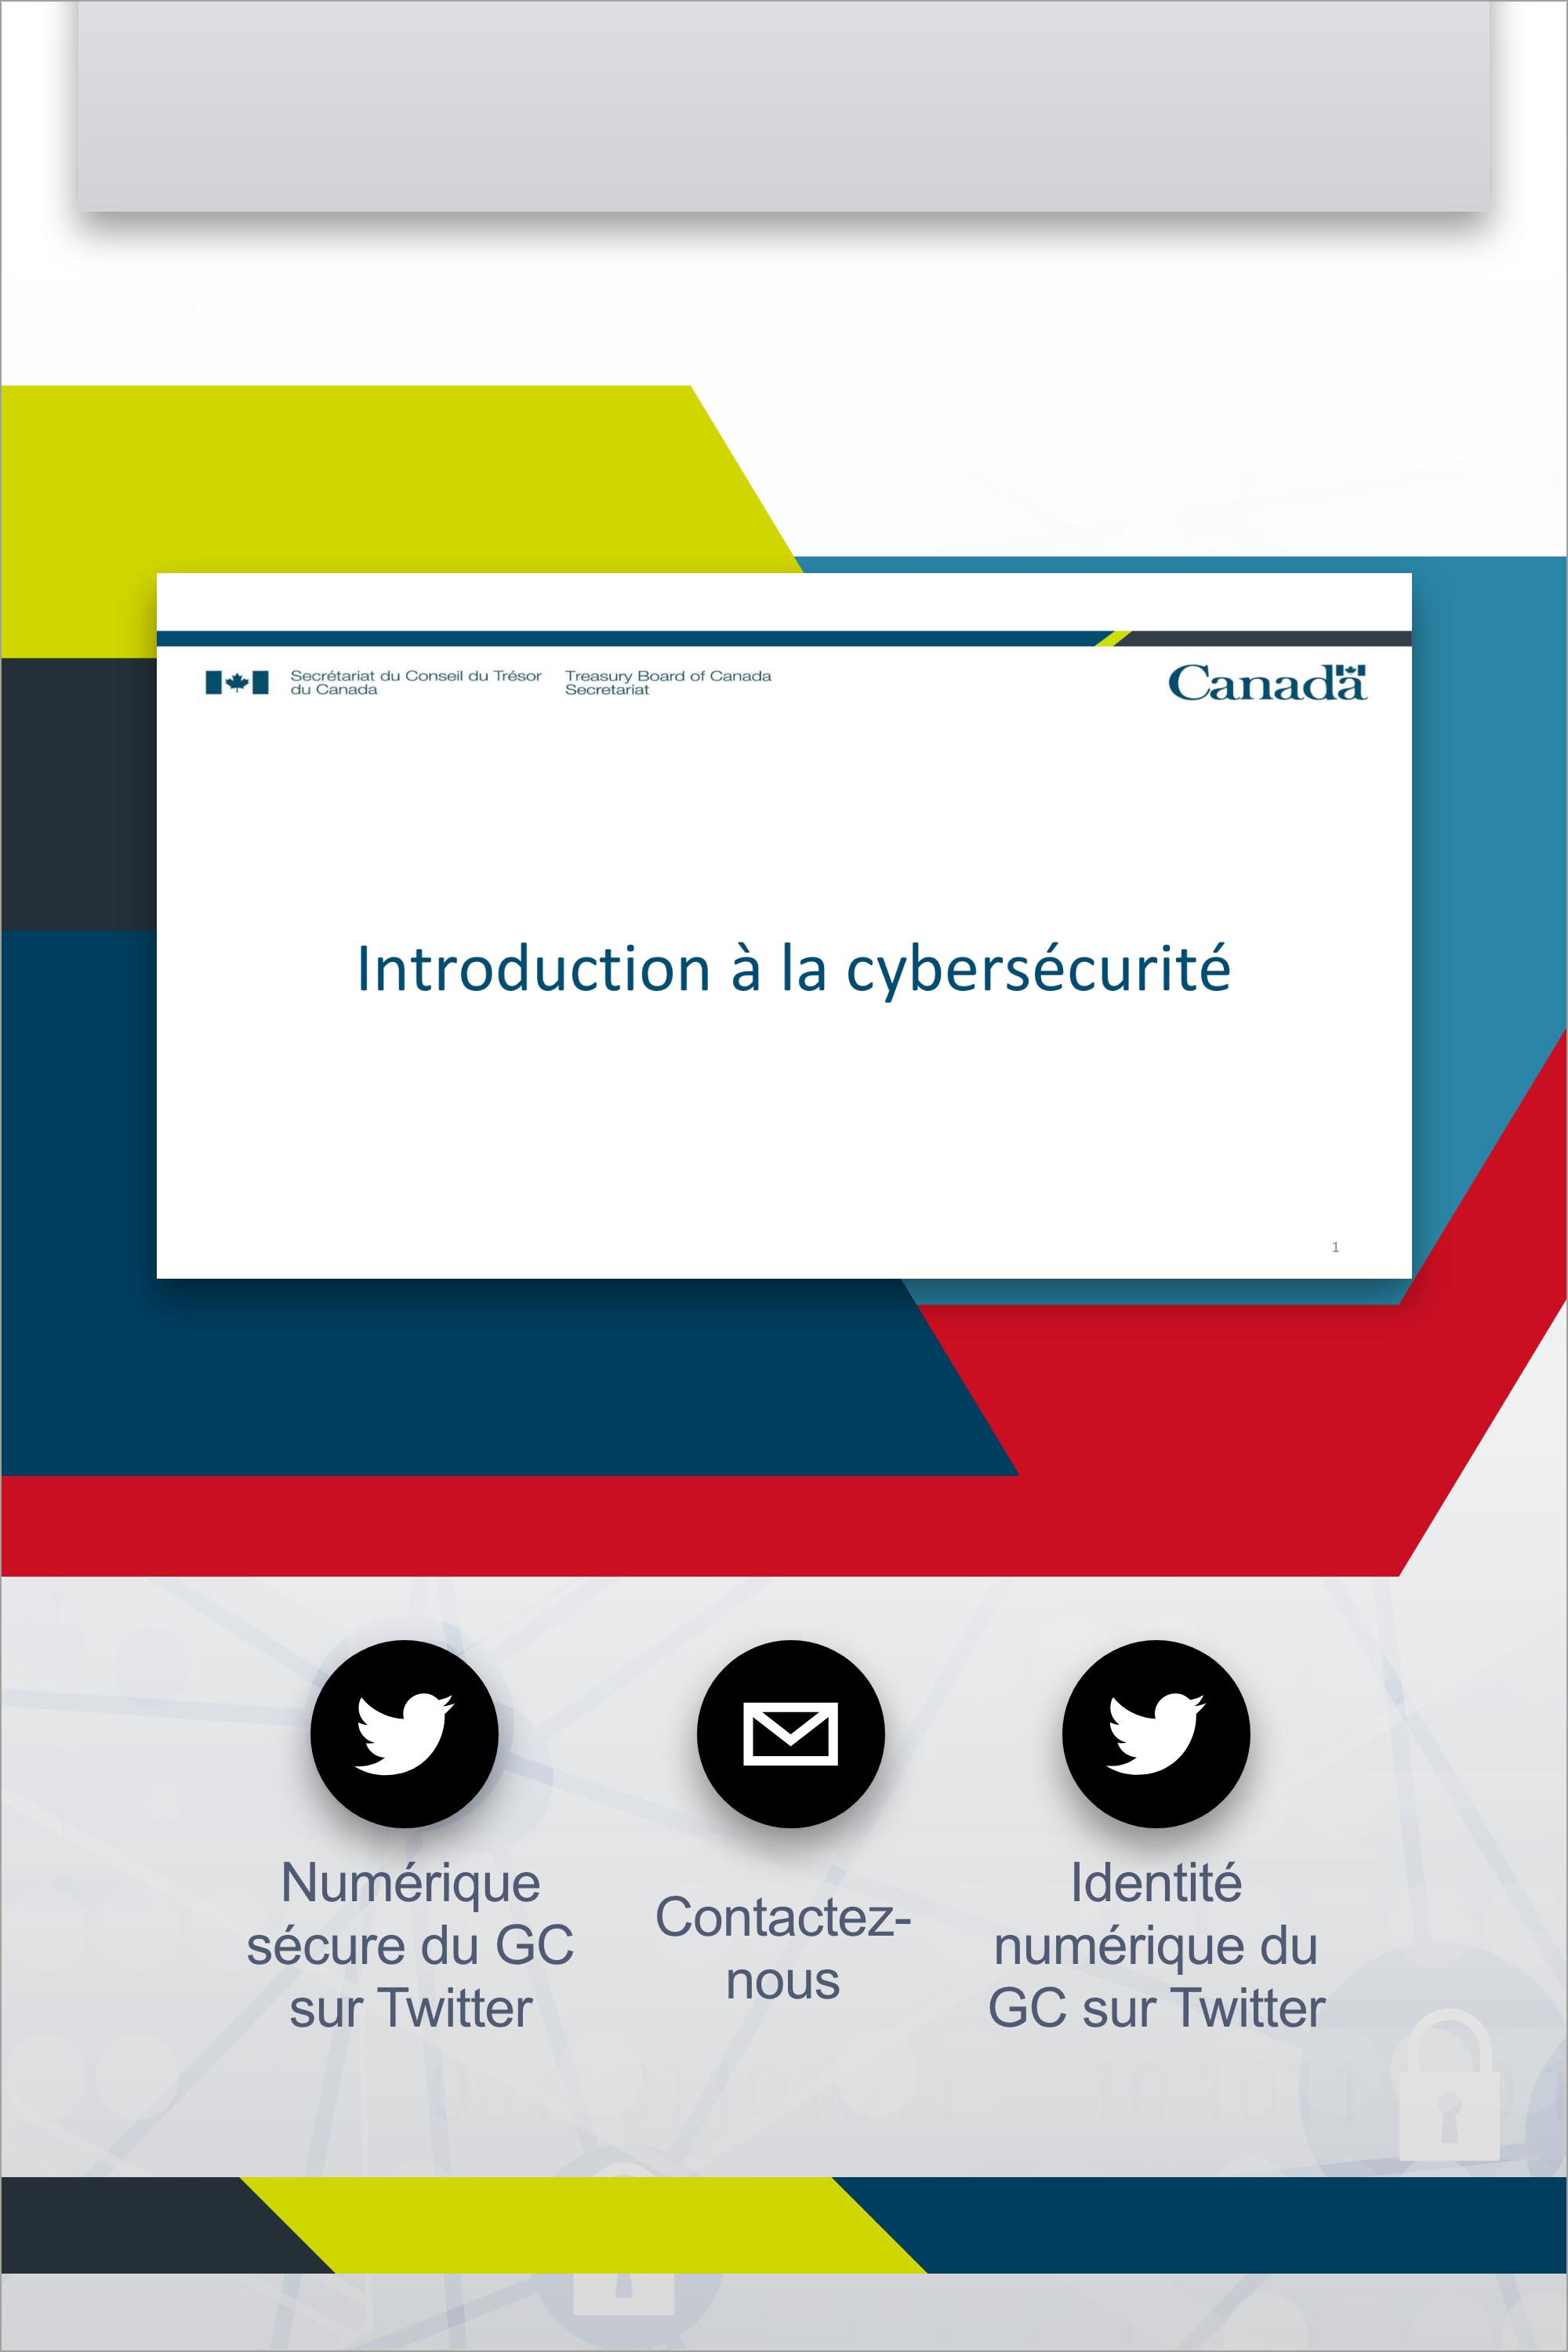 Secrétariat du Conseil du Trésor
du Canada
Treasury Board of Canada
Secretariat
Canada
Introduction à la cybersécurité
1
Numérique
sécure du GC
sur Twitter
Contactez-
nous
Identité
numérique du
GC sur Twitter